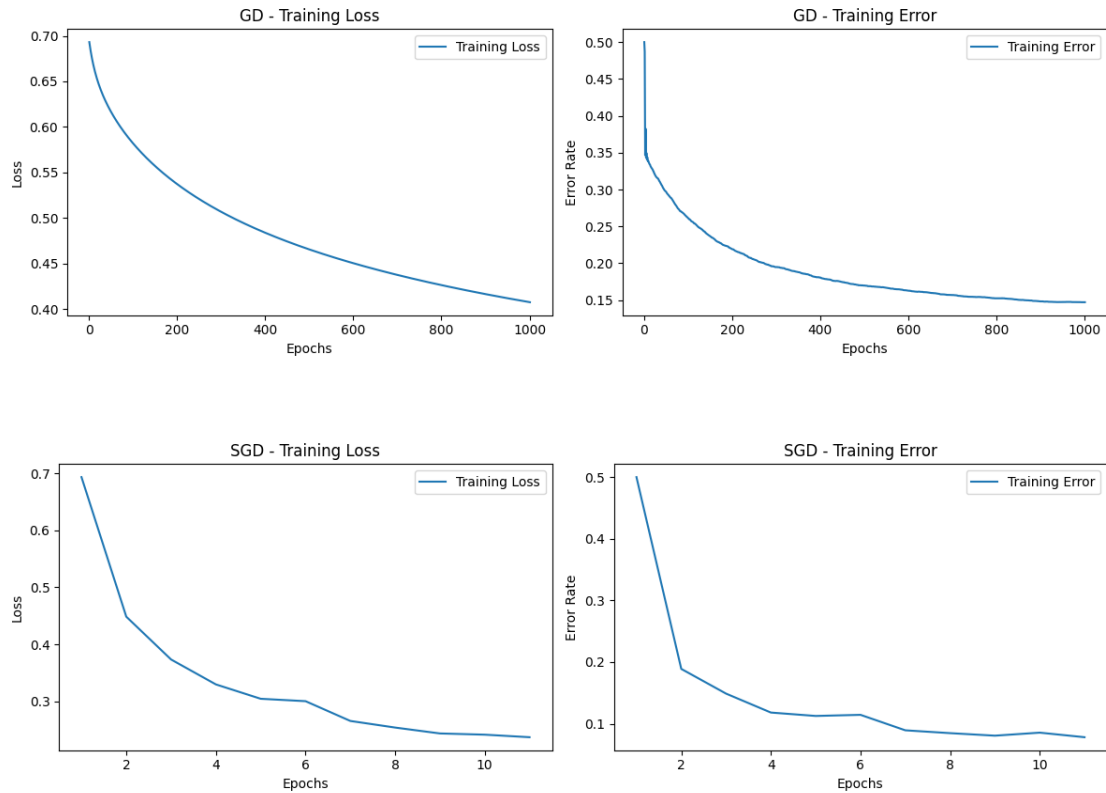 GD - Training Loss
Training Loss
0.70
0.65
0.60
0.55
0.50
0.45
0.40
Loss
0
200
400
600
800
1000
Epochs
GD - Training Error
Training Error
0.50
0.45
0.40
0.35
0.30
0.25
0.20
0.15
Error Rate
0
200
400
600
800
1000
Epochs
SGD - Training Loss
Training Loss
0.7
0.6
0.5
0.4
0.3
Loss
2
4
6
8
10
Epochs
SGD - Training Error
Training Error
0.5
0.4
0.3
0.2
0.1
Error Rate
2
4
6
8
10
Epochs